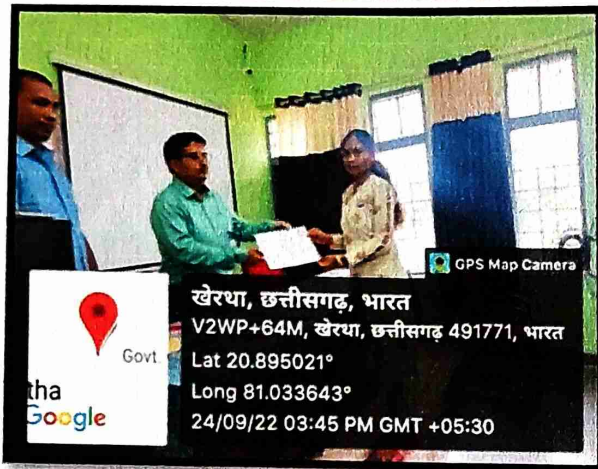 GPS Map Camera
खेरथा, छत्तीसगढ़, भारत
V2WP+64M, खेरथा, छत्तीसगढ़ 491771, भारत
Lat 20.895021°
Long 81.033643°
24/09/22 03:45 PM GMT +05:30
Govt.
tha
Google